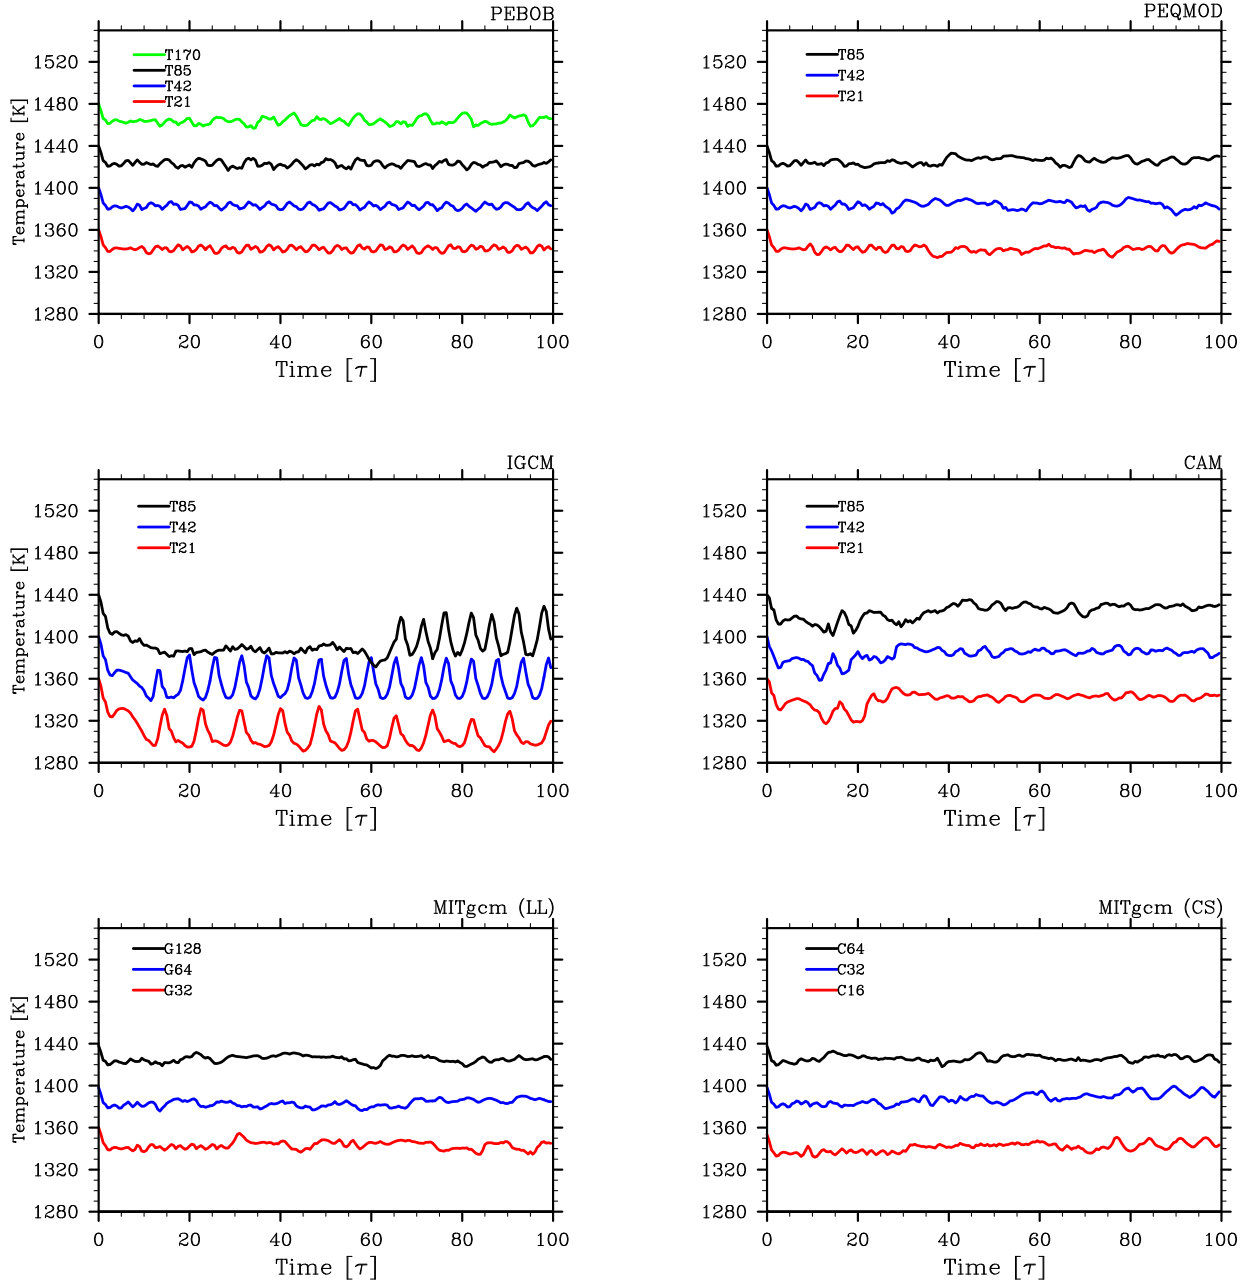 PEBOB
T170
T85
T42
T21
1520
1480
1440
1400
1360
1320
1280
Temperature [K]
0 20 40 60 80 100
Time [τ]
PEQMOD
T85
T42
T21
1520
1480
1440
1400
1360
1320
1280
0 20 40 60 80 100
Time [τ]
IGCM
T85
T42
T21
1520
1480
1440
1400
1360
1320
1280
Temperature [K]
0 20 40 60 80 100
Time [τ]
CAM
T85
T42
T21
1520
1480
1440
1400
1360
1320
1280
0 20 40 60 80 100
Time [τ]
MITgcm (LL)
G128
G64
G32
1520
1480
1440
1400
1360
1320
1280
Temperature [K]
0 20 40 60 80 100
Time [τ]
MITgcm (CS)
C64
C32
C16
1520
1480
1440
1400
1360
1320
1280
0 20 40 60 80 100
Time [τ]